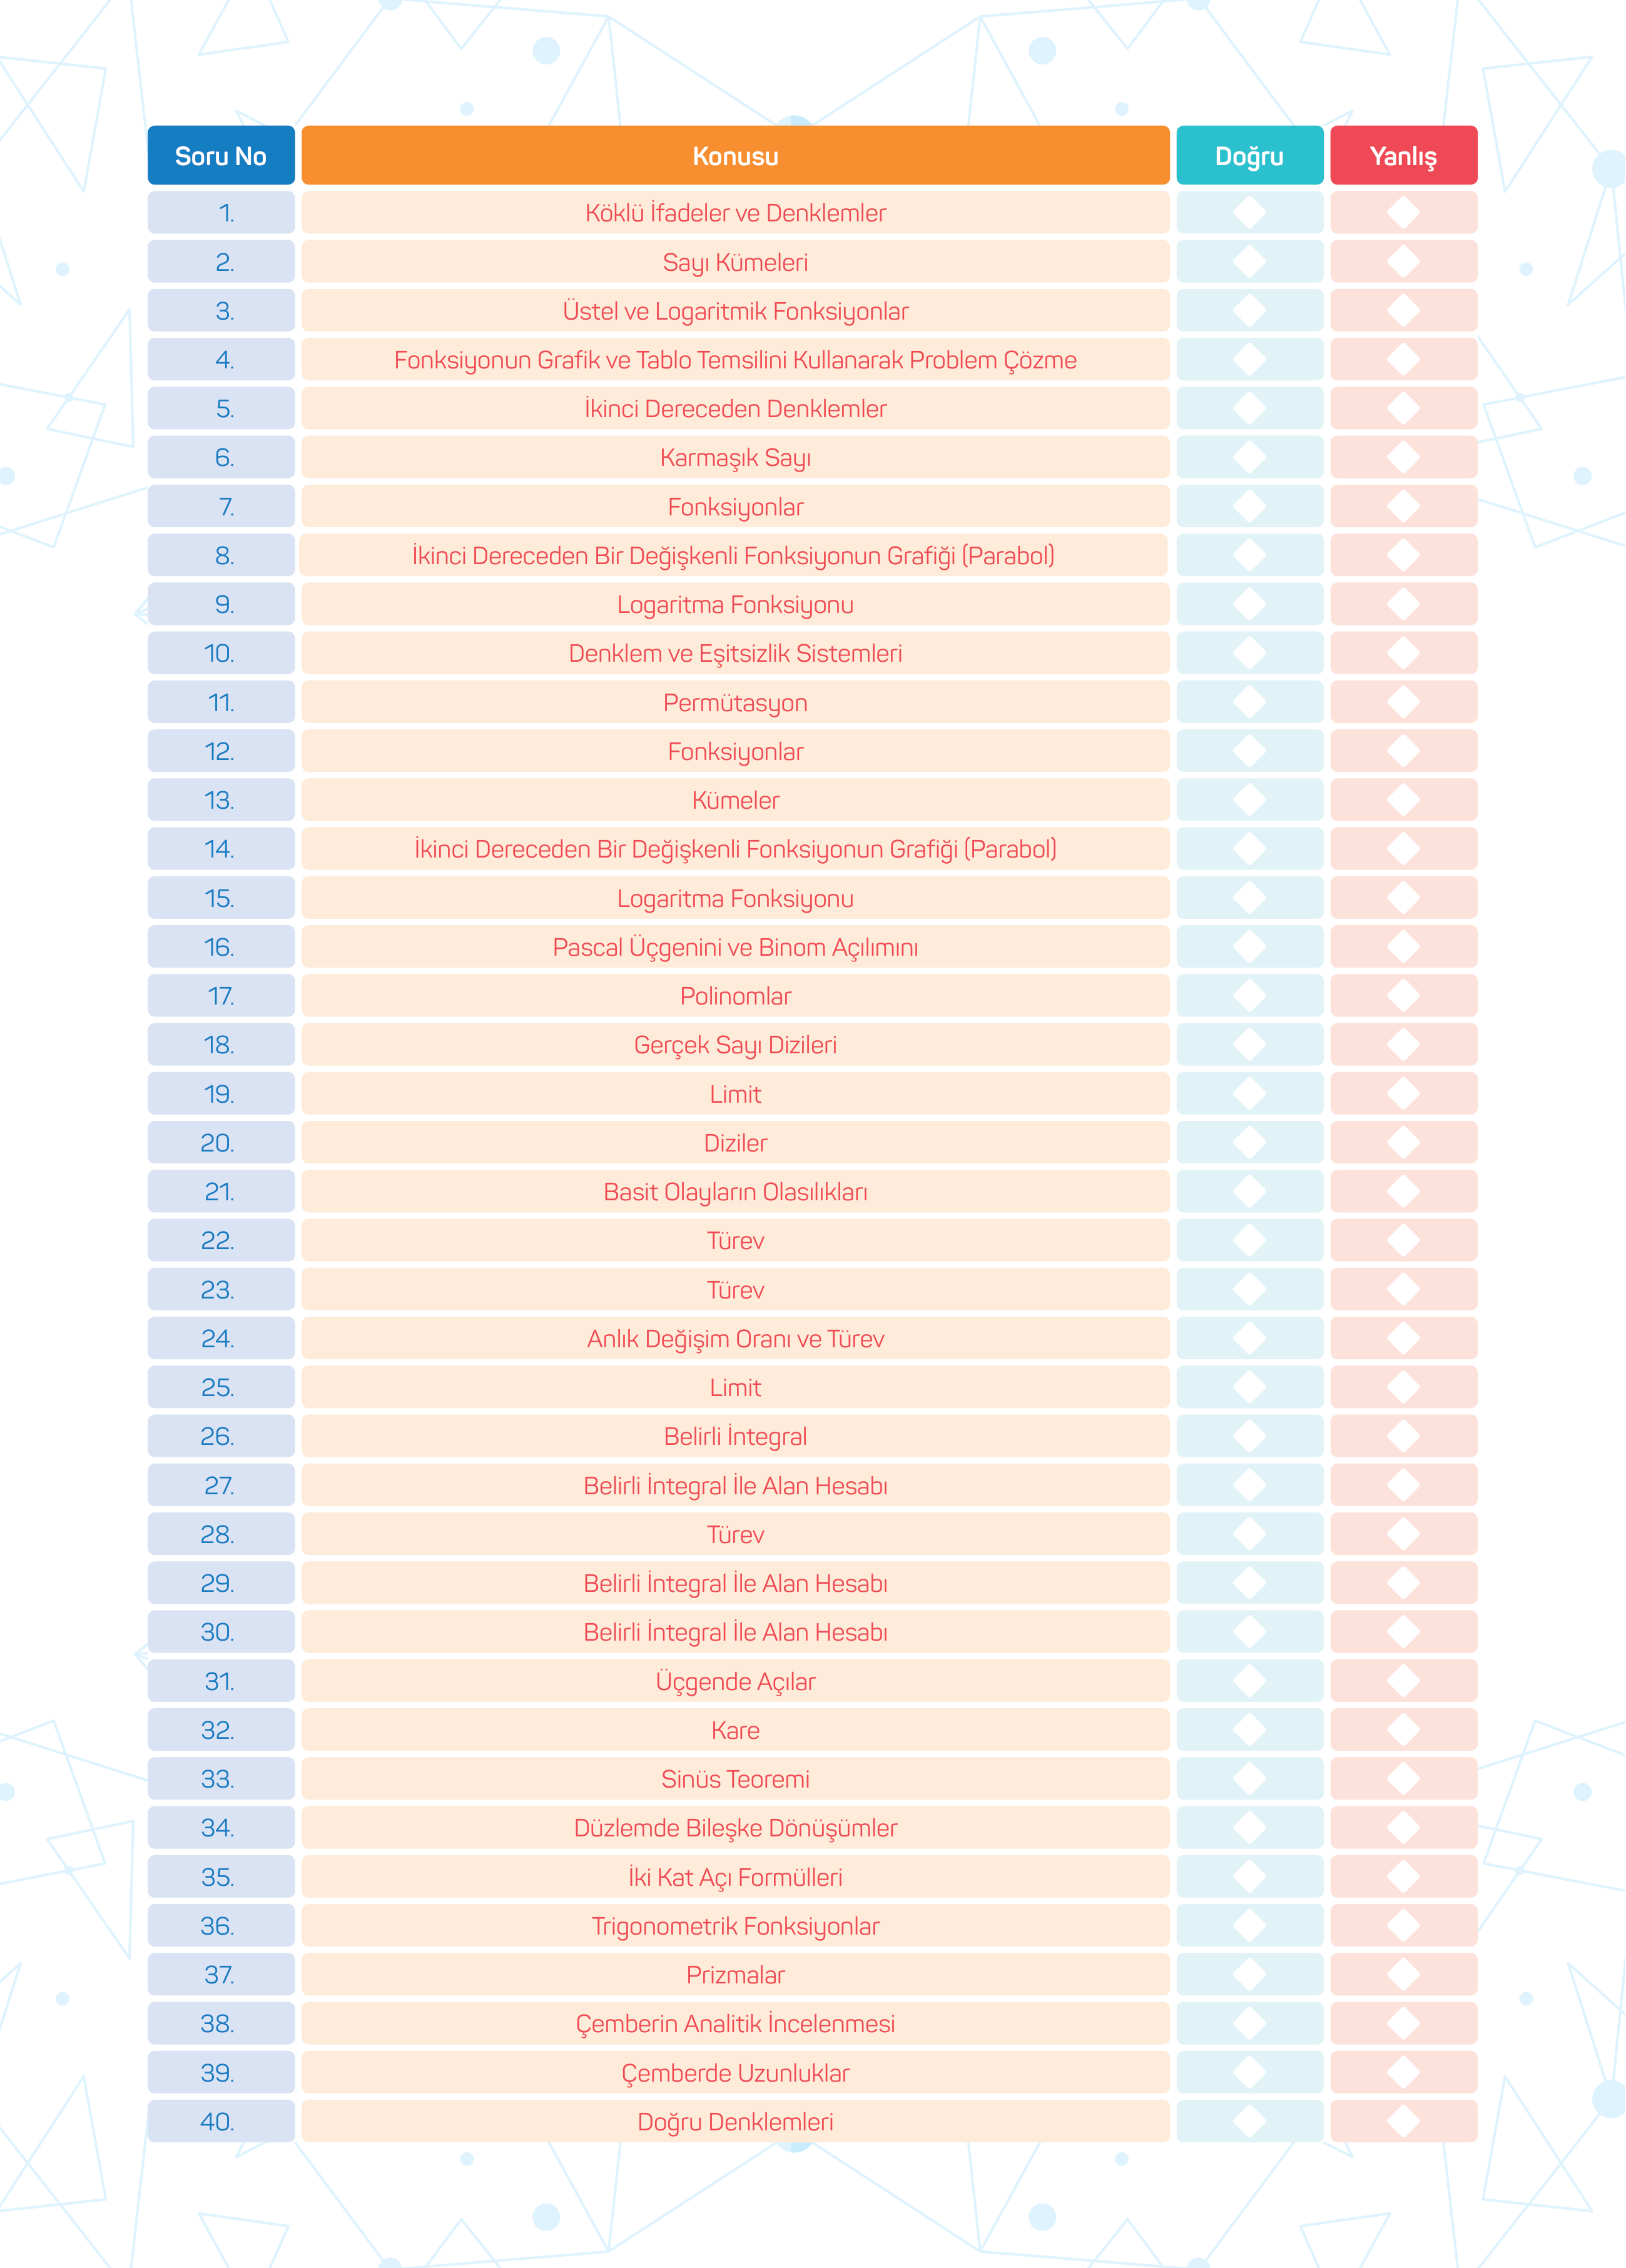 Soru No Konusu Doğru Yanlış
1. Köklü İfadeler ve Denklemler
2. Sayı Kümeleri
3. Üstel ve Logaritmik Fonksiyonlar
4. Fonksiyonun Grafik ve Tablo Temsilini Kullanarak Problem Çözme
5. İkinci Dereceden Denklemler
6. Karmaşık Sayı
7. Fonksiyonlar
8. İkinci Dereceden Bir Değişkenli Fonksiyonun Grafiği (Parabol)
9. Logaritma Fonksiyonu
10. Denklem ve Eşitsizlik Sistemleri
11. Permütasyon
12. Fonksiyonlar
13. Kümeler
14. İkinci Dereceden Bir Değişkenli Fonksiyonun Grafiği (Parabol)
15. Logaritma Fonksiyonu
16. Pascal Üçgenini ve Binom Açılımını
17. Polinomlar
18. Gerçek Sayı Dizileri
19. Limit
20. Diziler
21. Basit Olayların Olasılıkları
22. Türev
23. Türev
24. Anlık Değişim Oranı ve Türev
25. Limit
26. Belirli İntegral
27. Belirli İntegral İle Alan Hesabı
28. Türev
29. Belirli İntegral İle Alan Hesabı
30. Belirli İntegral İle Alan Hesabı
31. Üçgende Açılar
32. Kare
33. Sinüs Teoremi
34. Düzlemde Bileşke Dönüşümler
35. İki Kat Açı Formülleri
36. Trigonometrik Fonksiyonlar
37. Prizmalar
38. Çemberin Analitik İncelenmesi
39. Çemberde Uzunluklar
40. Doğru Denklemleri